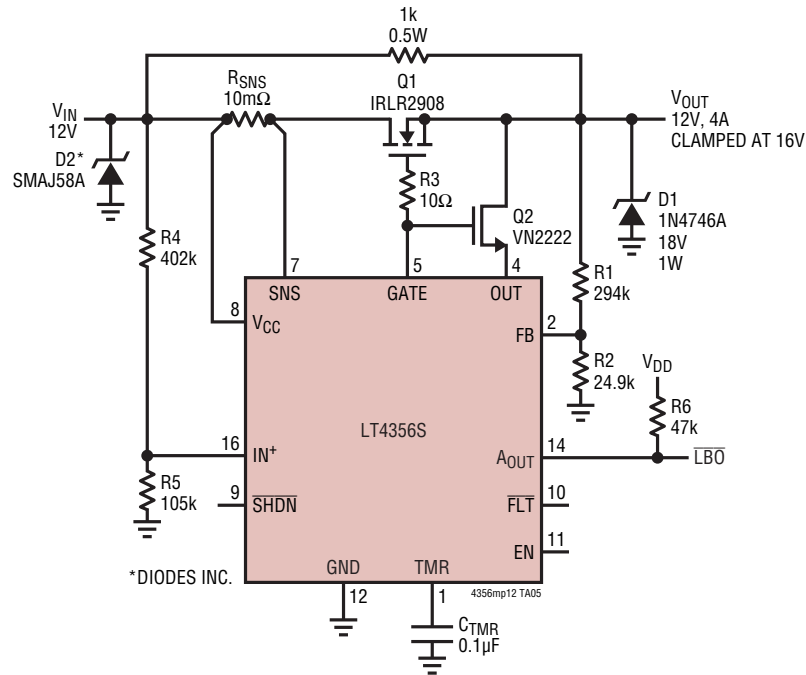 1k
0.5W
RSNS
10mΩ
Q1
IRLR2908
VIN
12V
VOUT
12V, 4A
CLAMPED AT 16V
D2*
SMAJ58A
R3
10Ω
Q2
VN2222
D1
1N4746A
18V
1W
R4
402k
7
5
4
SNS
GATE
OUT
R1
294k
8
VCC
2
FB
R2
24.9k
VDD
R6
47k
LT4356S
16
IN+
14
AOUT
LBO
R5
105k
9
SHDN
10
FLT
11
EN
*DIODES INC.
GND
TMR
12
1
4356mp12 TA05
CTMR
0.1µF